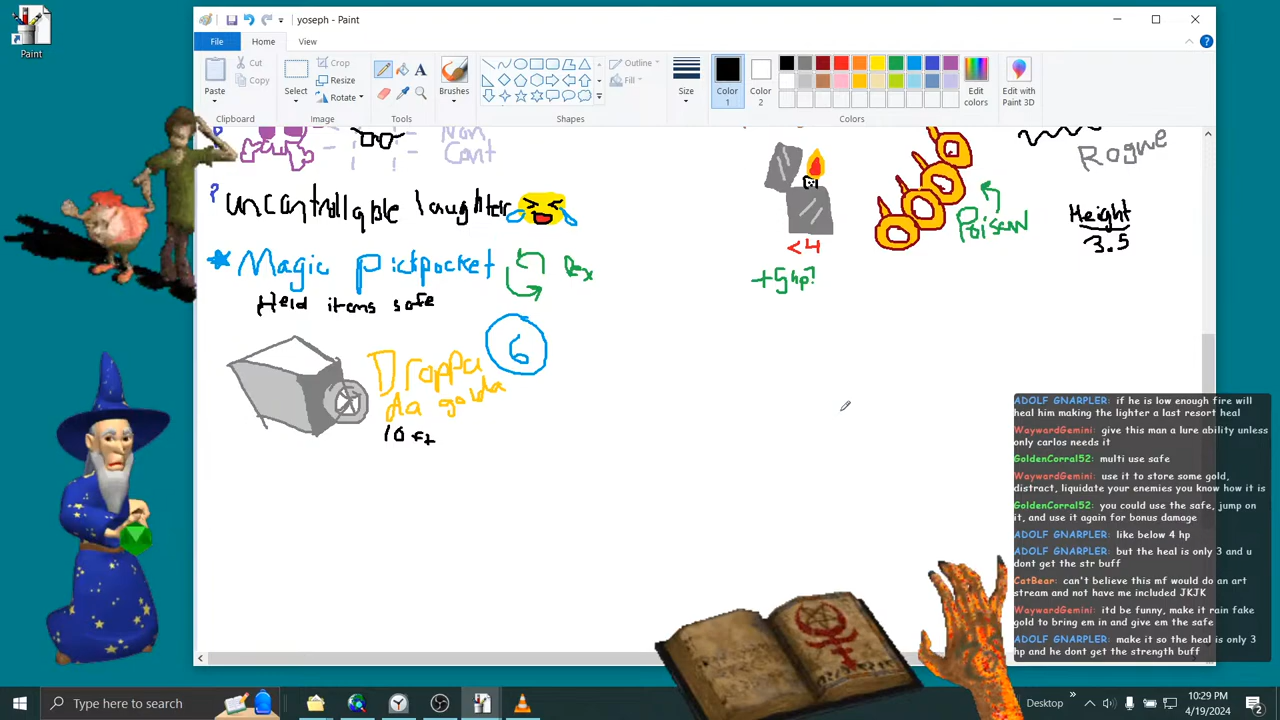 Paint
yoseph - Paint
File
Home
View
Paste
Cut
Copy
Clipboard
Select
Crop
Resize
Rotate
Image
Tools
Brushes
Shapes
Outline
Fill
Size
Color
1
Color
2
Edit
colors
Edit with
Paint 3D
Colors
Non
Cont
Rogue
? uncontrollable laughter
Magic pickpocket
Dex
Held items safe
6
Droppa
da golda
10 ft
<4
+5hp?
Poison
Height
3.5
ADOLF GNARPLER: if he is low enough fire will
heal him making the lighter a last resort heal
WaywardGemini: give this man a lure ability unless
only carlos needs it
GoldenCorral52: multi use safe
WaywardGemini: use it to store some gold,
distract, liquidate your enemies you know how it is
GoldenCorral52: you could use the safe, jump on
it, and use it again for bonus damage
ADOLF GNARPLER: like below 4 hp
ADOLF GNARPLER: but the heal is only 3 and u
dont get the str buff
CatBear: can't believe this mf would do an art
stream and not have me included JKJK
WaywardGemini: itd be funny, make it rain fake
gold to bring em in and give em the safe
ADOLF GNARPLER: make it so the heal is only 3
hp and he dont get the strength buff
Type here to search
Desktop
10:29 PM
4/19/2024
2